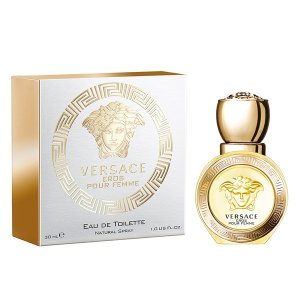 VERSACE
EROS
POUR FEMME
EAU DE TOILETTE
NATURAL SPRAY
30 ml e 1.0 US FL.OZ
VERSACE
EROS
POUR FEMME